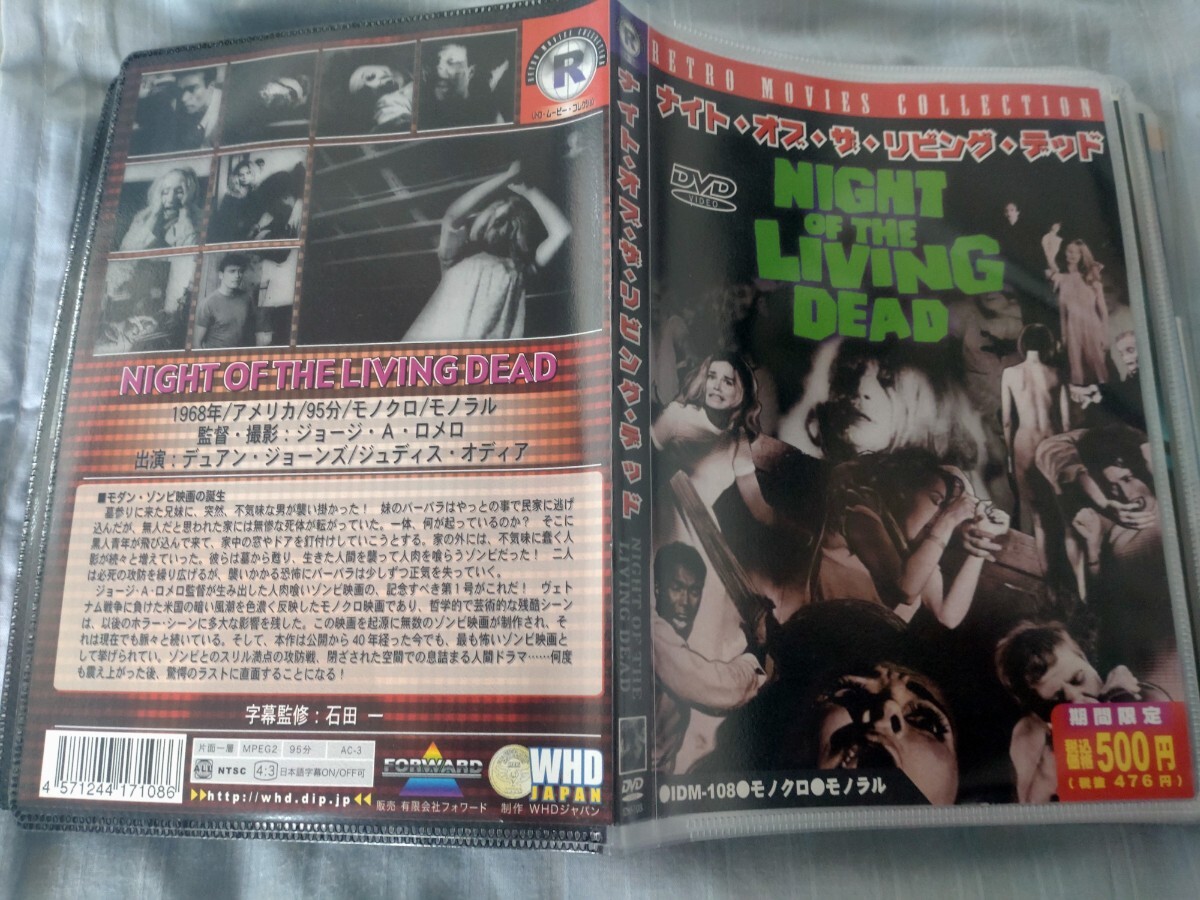 RETRO MOVIES COLLECTION
R
レトロ・ムービー・コレクション
NIGHT OF THE LIVING DEAD
1968年/アメリカ/95分/モノクロ/モノラル
監督・撮影:ジョージ・A・ロメロ
出演:デュアン・ジョーンズ/ジュディス・オディア
■モダン・ゾンビ映画の誕生
墓参りに来た兄妹に、突然、不気味な男が襲い掛かった! 妹のバーバラはやっとの事で民家に逃げ
込んだが、無人だと思われた家には無惨な死体が転がっていた。一体、何が起っているのか? そこに
黒人青年が飛び込んで来て、家中の窓やドアを釘付けしていこうとする。家の外には、不気味に蠢く人
影が続々と増えていった。彼らは墓から甦り、生きた人間を襲って人肉を喰らうゾンビだった! 二人
は必死の攻防を繰り広げるが、襲いかかる恐怖にバーバラは少しずつ正気を失っていく。
ジョージ・A・ロメロ監督が生み出した人肉喰いゾンビ映画の、記念すべき第1号がこれだ! ヴェト
ナム戦争に負けた米国の暗い風潮を色濃く反映したモノクロ映画であり、哲学的で芸術的な残酷シーン
は、以後のホラー・シーンに多大な影響を残した。この映画を起源に無数のゾンビ映画が制作され、そ
れは現在でも脈々と続いている。そして、本作は公開から40年経った今でも、最も怖いゾンビ映画と
して挙げられてい。ゾンビとのスリル満点の攻防戦、閉ざされた空間での息詰まる人間ドラマ……何度
も震え上がった後、驚愕のラストに直面することになる!
字幕監修:石田 一
4 571244 171086
片面一層 MPEG2 95分 AC-3
ALL NTSC 4:3 日本語字幕ON/OFF可
▶▶http://whd.dip.jp◀◀
FORWARD
販売 有限会社フォワード
WHD
JAPAN
制作 WHDジャパン
R
ナイト・オブ・ザ・リビング・デッド
NIGHT OF THE
LIVING DEAD
DVD
RETRO MOVIES COLLECTION
ナイト・オブ・ザ・リビング・デッド
DVD
VIDEO
NIGHT
OF THE
LIVING
DEAD
期間限定
税込500円
(税抜 476円)
●IDM-108●モノクロ●モノラル